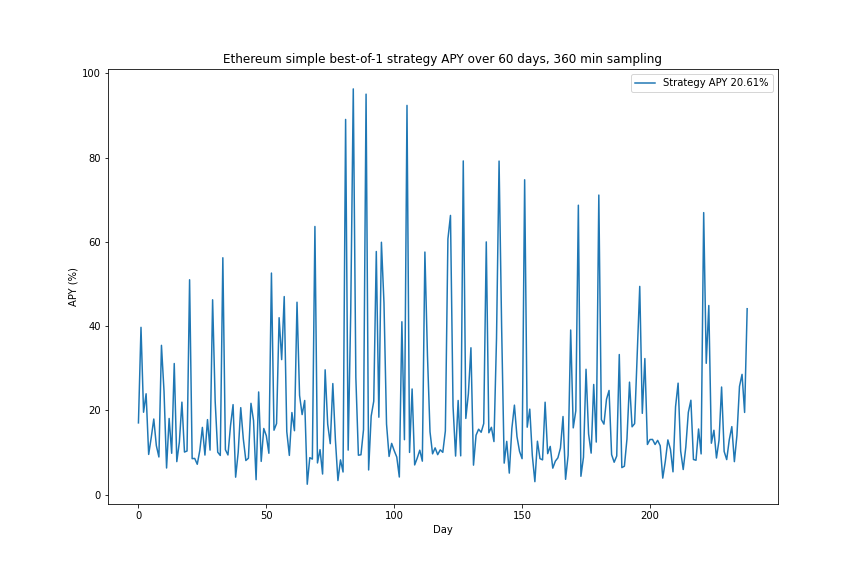 Ethereum simple best-of-1 strategy APY over 60 days, 360 min sampling
Strategy APY 20.61%
100
80
60
40
20
0
APY (%)
0
50
100
150
200
Day